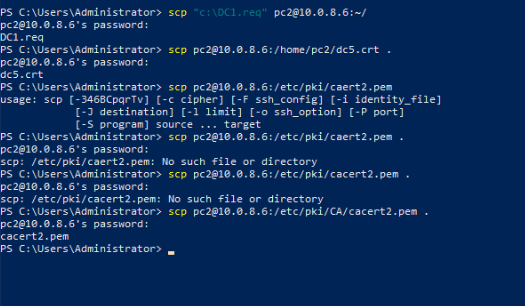 PS C:\Users\Administrator> scp "c:\DC1.req" pc2@10.0.8.6:~/
pc2@10.0.8.6's password:
DC1.req
PS C:\Users\Administrator> scp pc2@10.0.8.6:/home/pc2/dc5.crt .
pc2@10.0.8.6's password:
dc5.crt
PS C:\Users\Administrator> scp pc2@10.0.8.6:/etc/pki/caert2.pem
usage: scp [-346BCpqrTv] [-c cipher] [-F ssh_config] [-i identity_file]
[-J destination] [-l limit] [-o ssh_option] [-P port]
[-S program] source ... target
PS C:\Users\Administrator> scp pc2@10.0.8.6:/etc/pki/caert2.pem .
pc2@10.0.8.6's password:
scp: /etc/pki/caert2.pem: No such file or directory
PS C:\Users\Administrator> scp pc2@10.0.8.6:/etc/pki/cacert2.pem .
pc2@10.0.8.6's password:
scp: /etc/pki/cacert2.pem: No such file or directory
PS C:\Users\Administrator> scp pc2@10.0.8.6:/etc/pki/CA/cacert2.pem .
pc2@10.0.8.6's password:
cacert2.pem
PS C:\Users\Administrator>